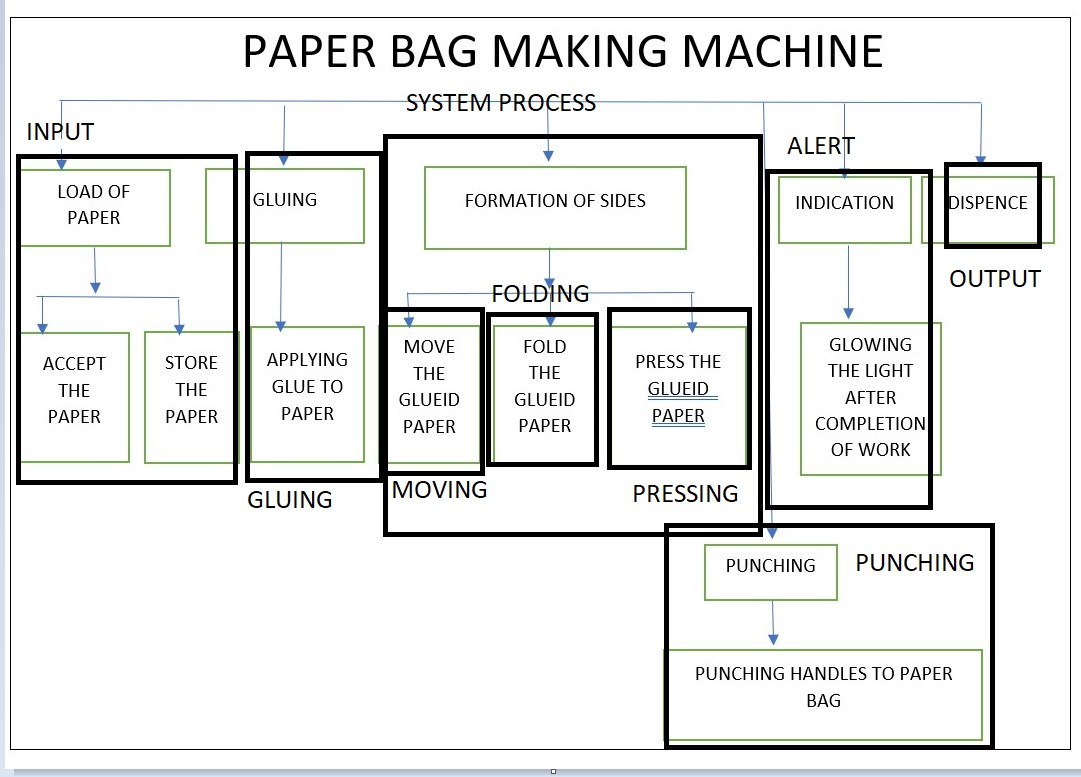 PAPER BAG MAKING MACHINE
SYSTEM PROCESS
INPUT
LOAD OF
PAPER
ACCEPT
THE
PAPER
STORE
THE
PAPER
GLUING
APPLYING
GLUE TO
PAPER
GLUING
FORMATION OF SIDES
FOLDING
MOVE
THE
GLUEID
PAPER
MOVING
FOLD
THE
GLUEID
PAPER
PRESS THE
GLUEID
PAPER
PRESSING
ALERT
INDICATION
GLOWING
THE LIGHT
AFTER
COMPLETION
OF WORK
DISPENCE
OUTPUT
PUNCHING
PUNCHING
PUNCHING HANDLES TO PAPER
BAG